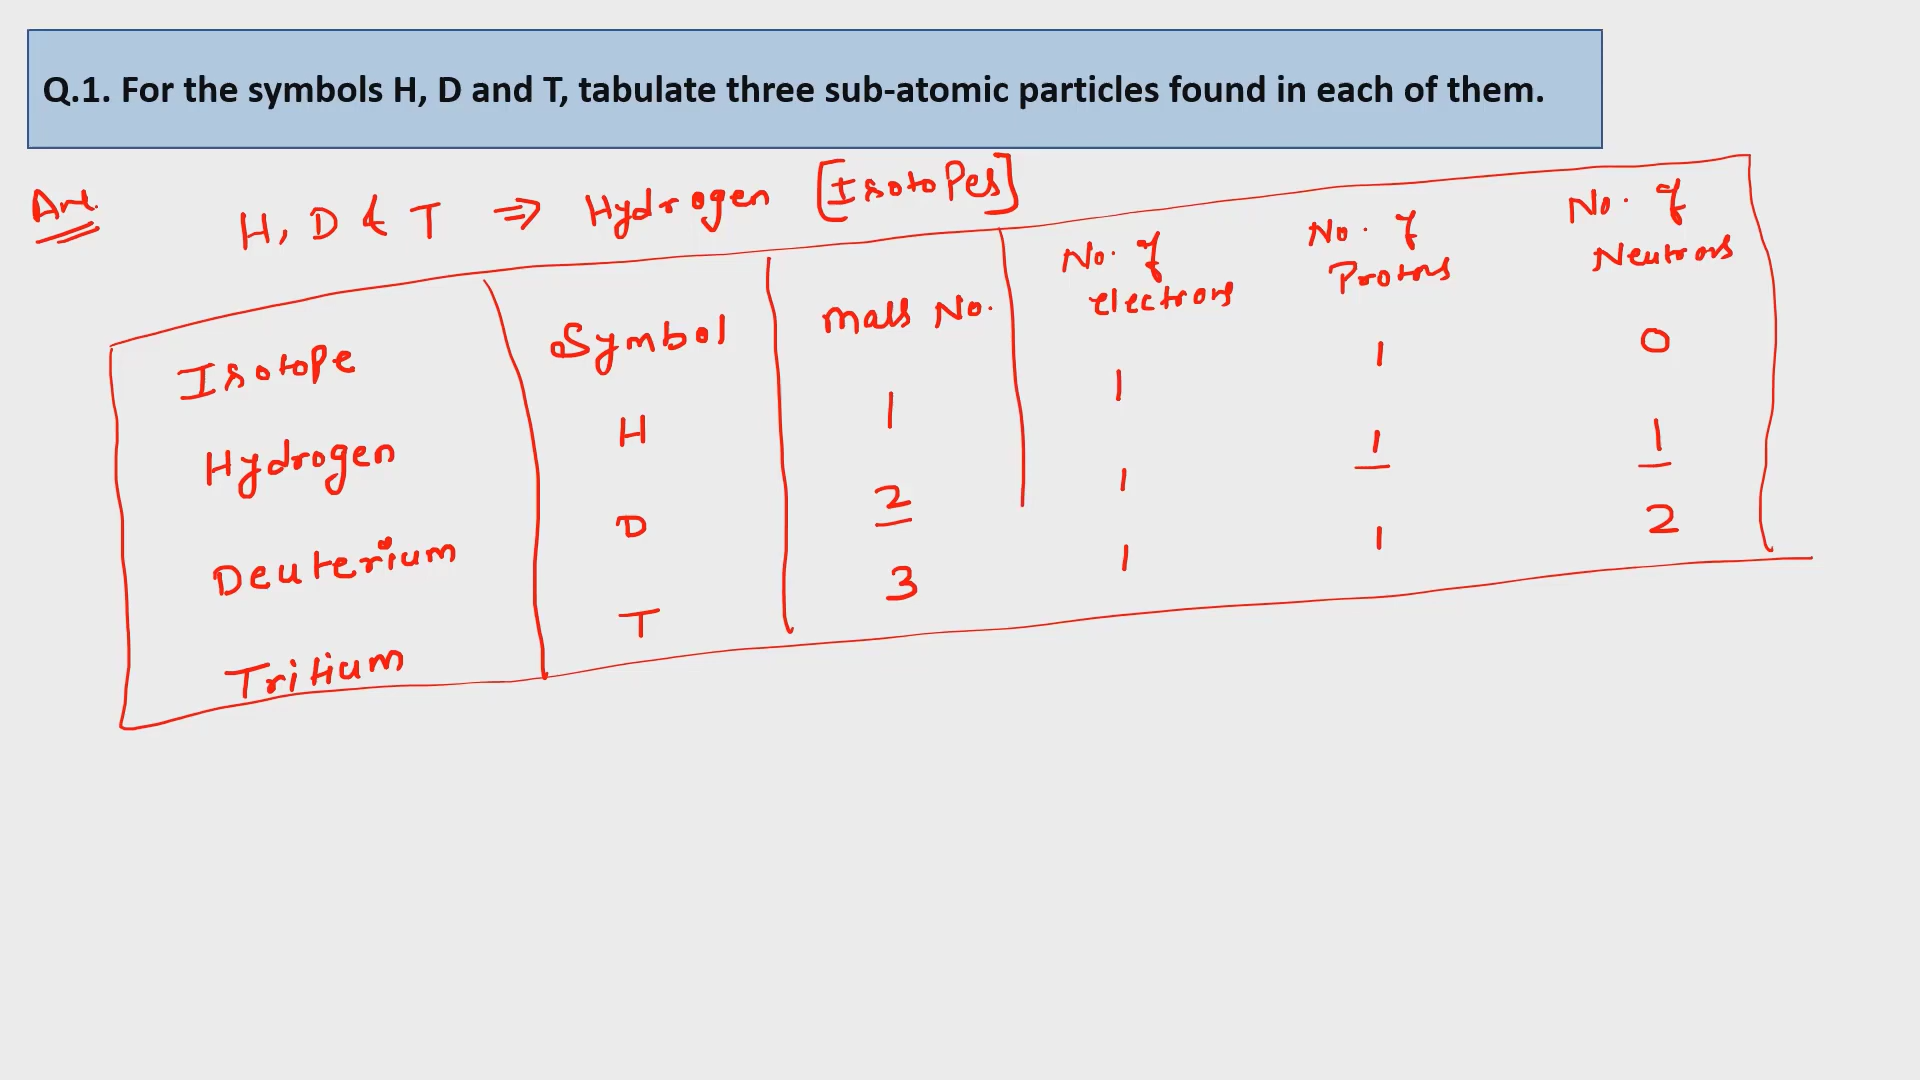 Q.1. For the symbols H, D and T, tabulate three sub-atomic particles found in each of them.
Ans.
H, D & T ⇒ Hydrogen [Isotopes]
Isotope Symbol Mass No. No. of Electrons No. of Protons No. of Neutrons
Hydrogen H 1 1 1 0
Deuterium D 2 1 1 1
Tritium T 3 1 1 2